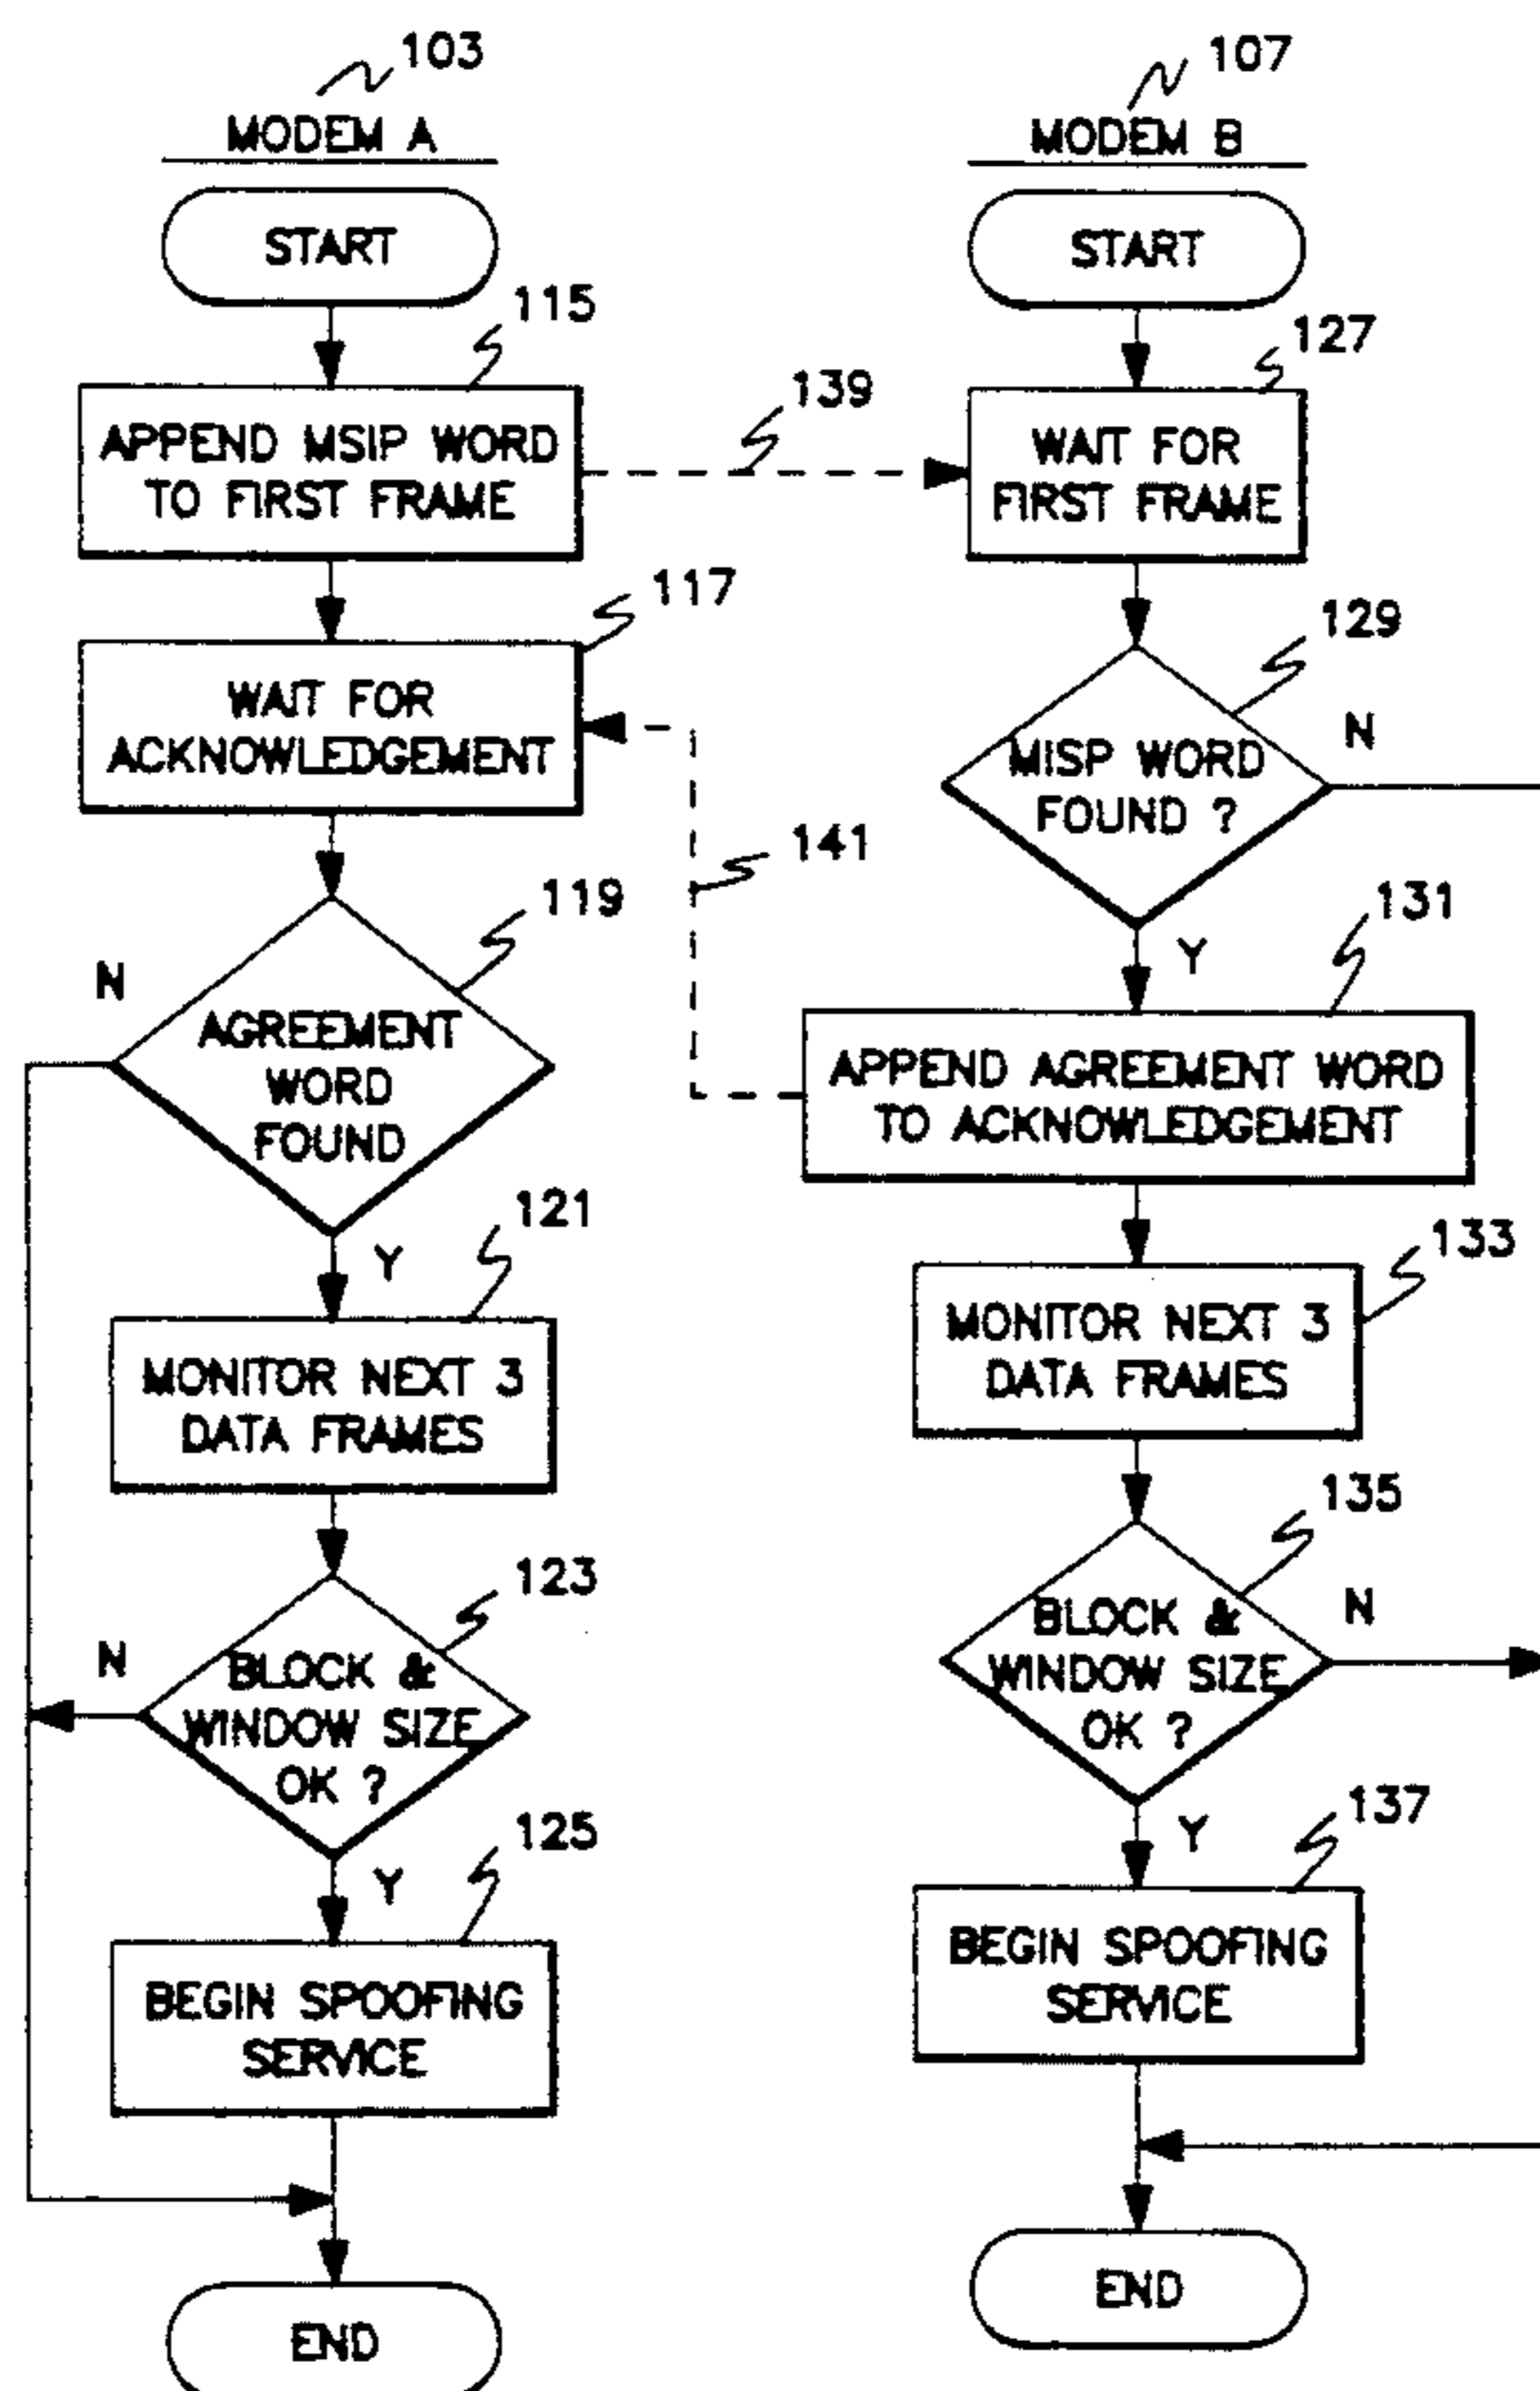 103
MODEM A
START
115
APPEND MSIP WORD
TO FIRST FRAME
139
117
WAIT FOR
ACKNOWLEDGEMENT
141
119
N
AGREEMENT
WORD
FOUND
Y
121
MONITOR NEXT 3
DATA FRAMES
123
N
BLOCK &
WINDOW SIZE
OK ?
Y
125
BEGIN SPOOFING
SERVICE
END
107
MODEM B
START
127
WAIT FOR
FIRST FRAME
129
N
MISP WORD
FOUND ?
Y
131
APPEND AGREEMENT WORD
TO ACKNOWLEDGEMENT
133
MONITOR NEXT 3
DATA FRAMES
135
N
BLOCK &
WINDOW SIZE
OK ?
Y
137
BEGIN SPOOFING
SERVICE
END